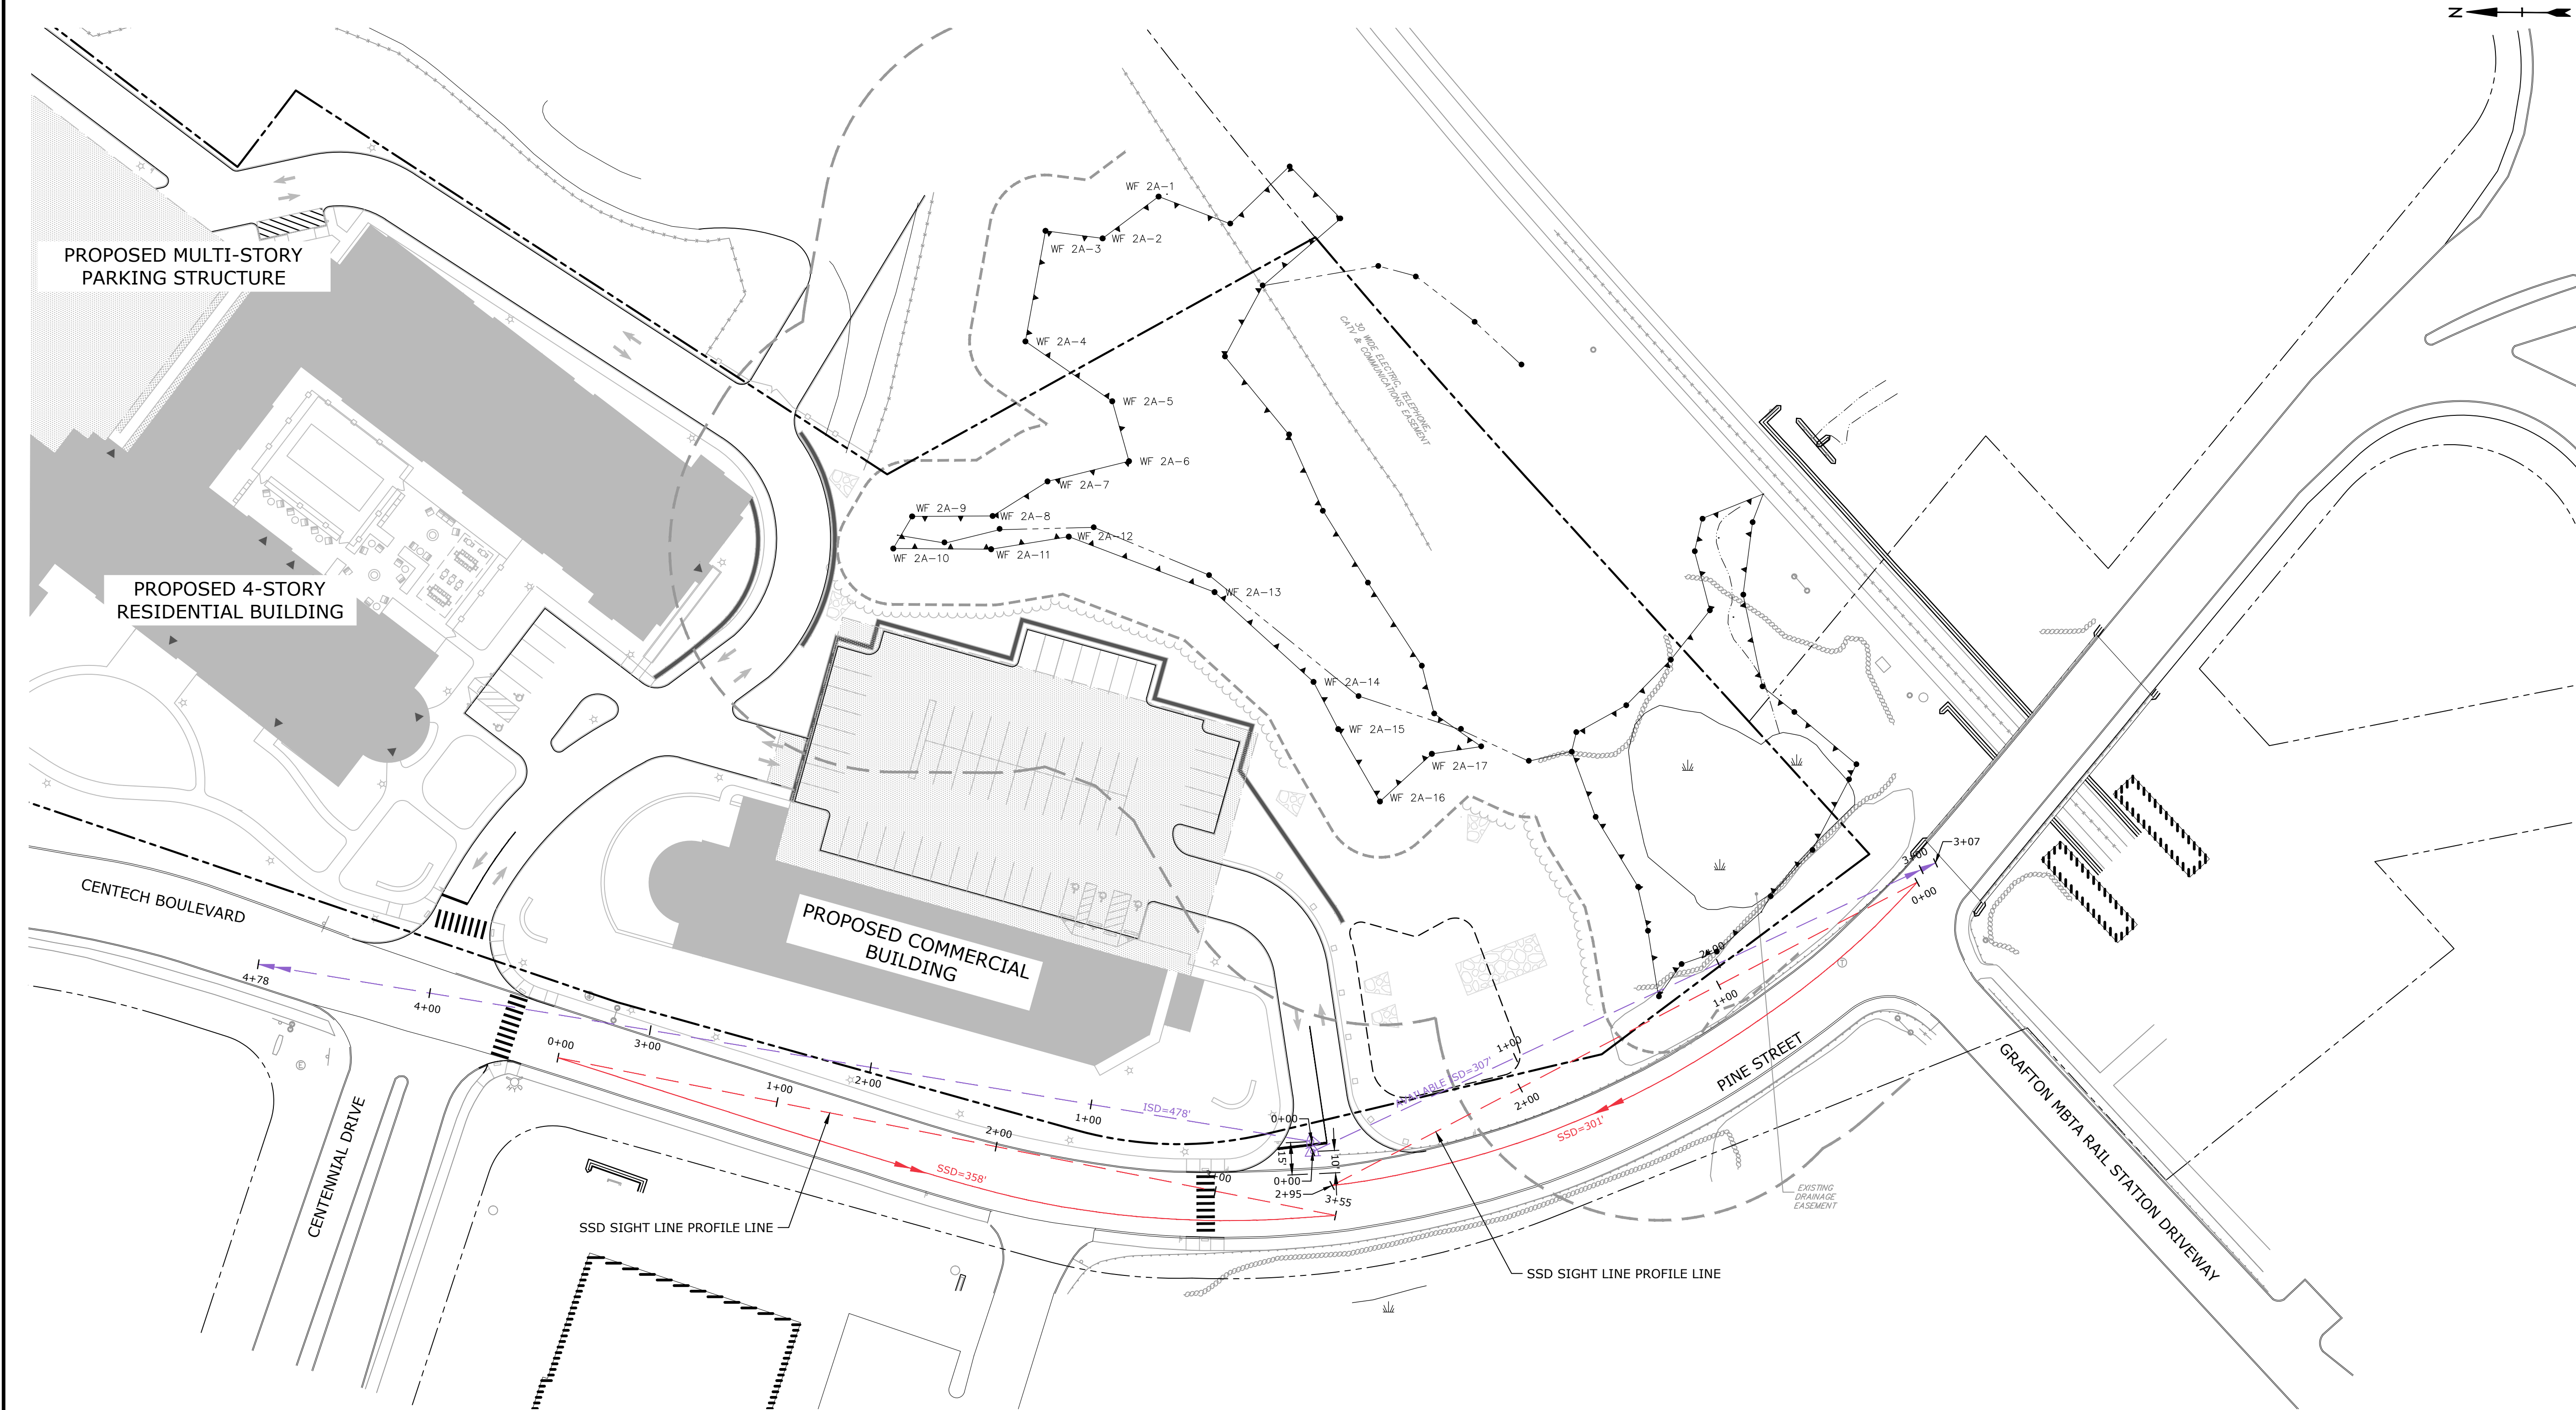 N
PROPOSED MULTI-STORY
PARKING STRUCTURE
WF 2A-1
WF 2A-2
WF 2A-3
WF 2A-4
WF 2A-5
WF 2A-6
WF 2A-7
WF 2A-8
WF 2A-9
WF 2A-10
WF 2A-11
WF 2A-12
WF 2A-13
WF 2A-14
WF 2A-15
WF 2A-16
WF 2A-17
30 WIDE ELECTRIC, TELEPHONE,
CATV & COMMUNICATIONS EASEMENT
PROPOSED 4-STORY
RESIDENTIAL BUILDING
CENTECH BOULEVARD
PROPOSED COMMERCIAL
BUILDING
4+78
4+00
3+00
2+00
1+00
ISD=478'
0+00
0+00
1+00
2+00
3+00
3+55
SSD=358'
SSD SIGHT LINE PROFILE LINE
15'
10'
0+00
2+95
AVAILABLE ISD=307'
1+00
2+00
3+00
3+07
0+00
1+00
2+00
SSD=301'
SSD SIGHT LINE PROFILE LINE
PINE STREET
EXISTING
DRAINAGE
EASEMENT
T
E
CENTENNIAL DRIVE
GRAFTON MBTA RAIL STATION DRIVEWAY